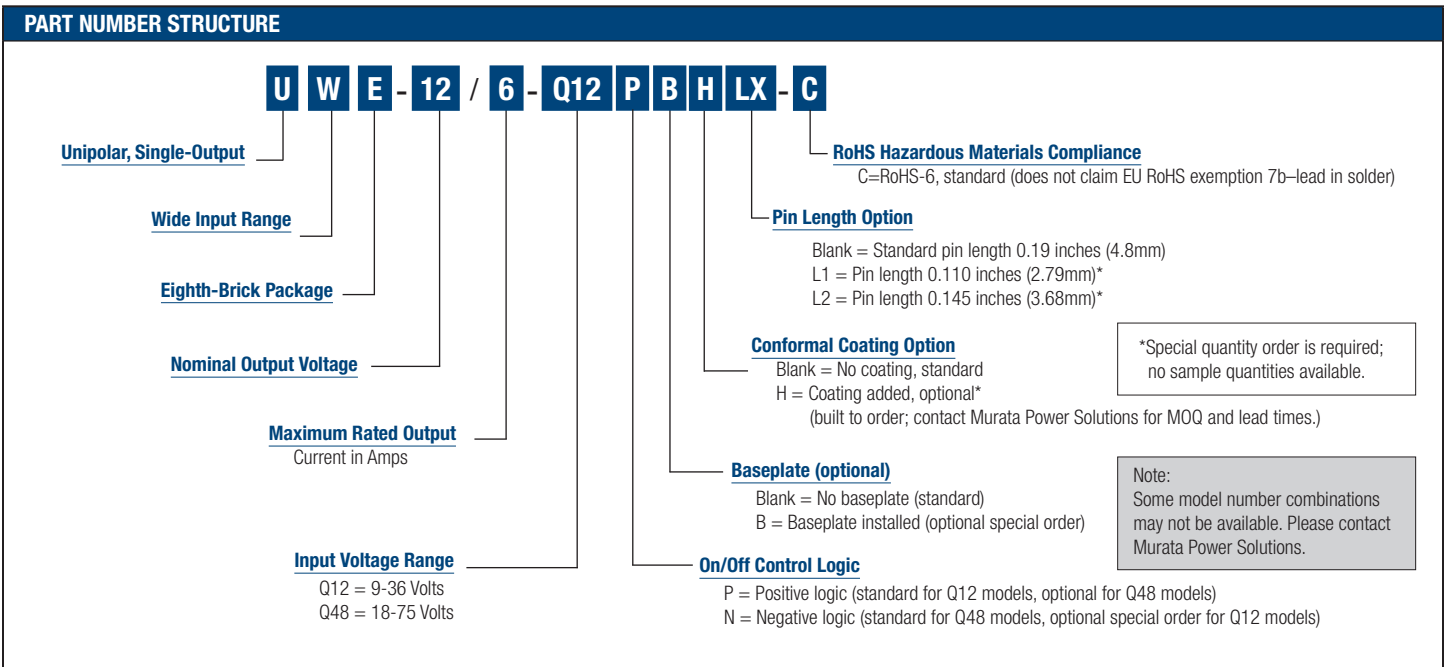 PART NUMBER STRUCTURE
U W E - 12 / 6 - Q12 P B H LX - C
Unipolar, Single-Output
RoHS Hazardous Materials Compliance
C=RoHS-6, standard (does not claim EU RoHS exemption 7b–lead in solder)
Wide Input Range
Pin Length Option
Blank = Standard pin length 0.19 inches (4.8mm)
L1 = Pin length 0.110 inches (2.79mm)*
L2 = Pin length 0.145 inches (3.68mm)*
Eighth-Brick Package
Nominal Output Voltage
Conformal Coating Option
Blank = No coating, standard
H = Coating added, optional*
(built to order; contact Murata Power Solutions for MOQ and lead times.)
*Special quantity order is required;
no sample quantities available.
Maximum Rated Output
Current in Amps
Baseplate (optional)
Blank = No baseplate (standard)
B = Baseplate installed (optional special order)
Note:
Some model number combinations
may not be available. Please contact
Murata Power Solutions.
Input Voltage Range
Q12 = 9-36 Volts
Q48 = 18-75 Volts
On/Off Control Logic
P = Positive logic (standard for Q12 models, optional for Q48 models)
N = Negative logic (standard for Q48 models, optional special order for Q12 models)